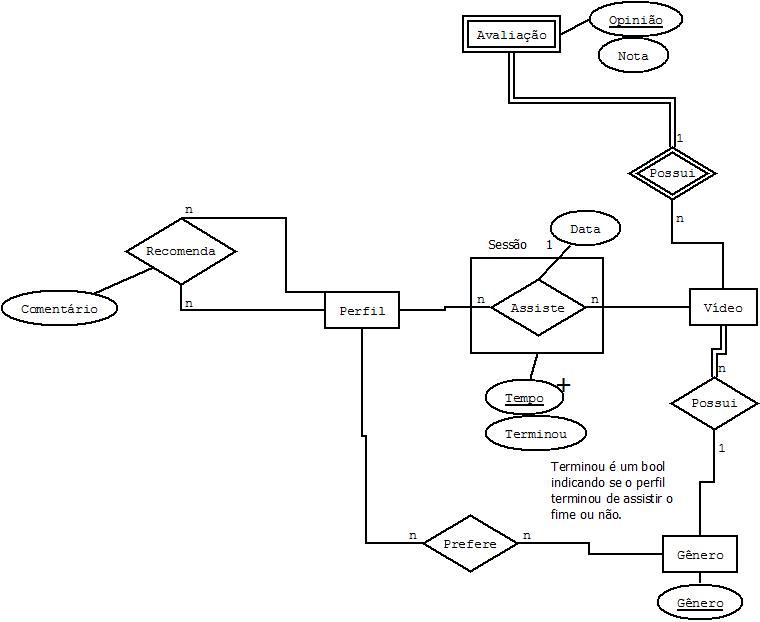 Opinião
Avaliação
Nota
1
Possui
n
n
Data
Sessão
1
Recomenda
n
n
n
Comentário
Perfil
Assiste
Vídeo
n
Tempo
Possui
Terminou
1
Terminou é um bool
indicando se o perfil
terminou de assistir o
fime ou não.
n
n
Prefere
Gênero
Gênero